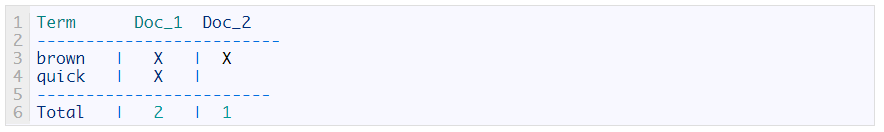 1 Term      Doc_1  Doc_2
2 -------------------------
3 brown   |   X   |  X
4 quick   |   X   |
5 ------------------------
6 Total   |   2   |  1